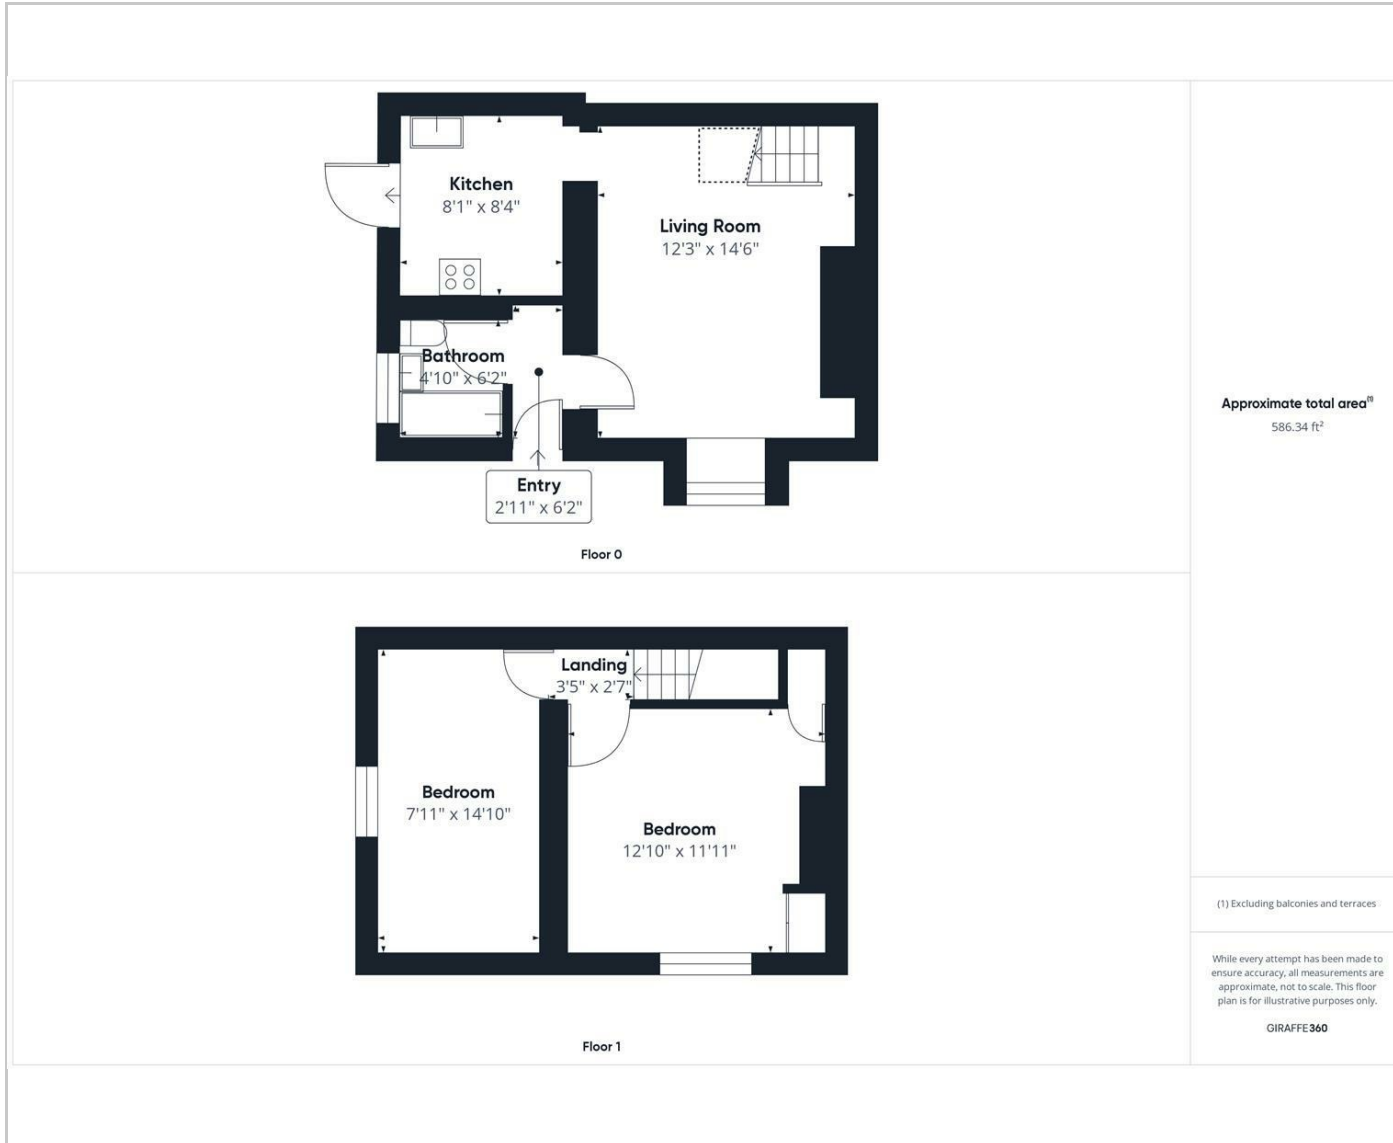 Kitchen
8'1" x 8'4"
Living Room
12'3" x 14'6"
Bathroom
4'10" x 6'2"
Entry
2'11" x 6'2"
Floor 0
Landing
3'5" x 2'7"
Bedroom
7'11" x 14'10"
Bedroom
12'10" x 11'11"
Floor 1
Approximate total area(1)
586.34 ft²
(1) Excluding balconies and terraces
While every attempt has been made to
ensure accuracy, all measurements are
approximate, not to scale. This floor
plan is for illustrative purposes only.
GIRAFFE360